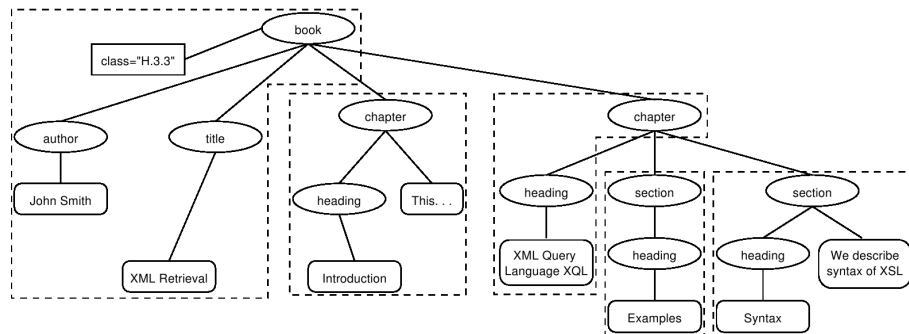 book
class="H.3.3"
author
title
chapter
chapter
John Smith
heading
This. . .
heading
section
section
XML Retrieval
Introduction
XML Query
Language XQL
heading
heading
We describe
syntax of XSL
Examples
Syntax